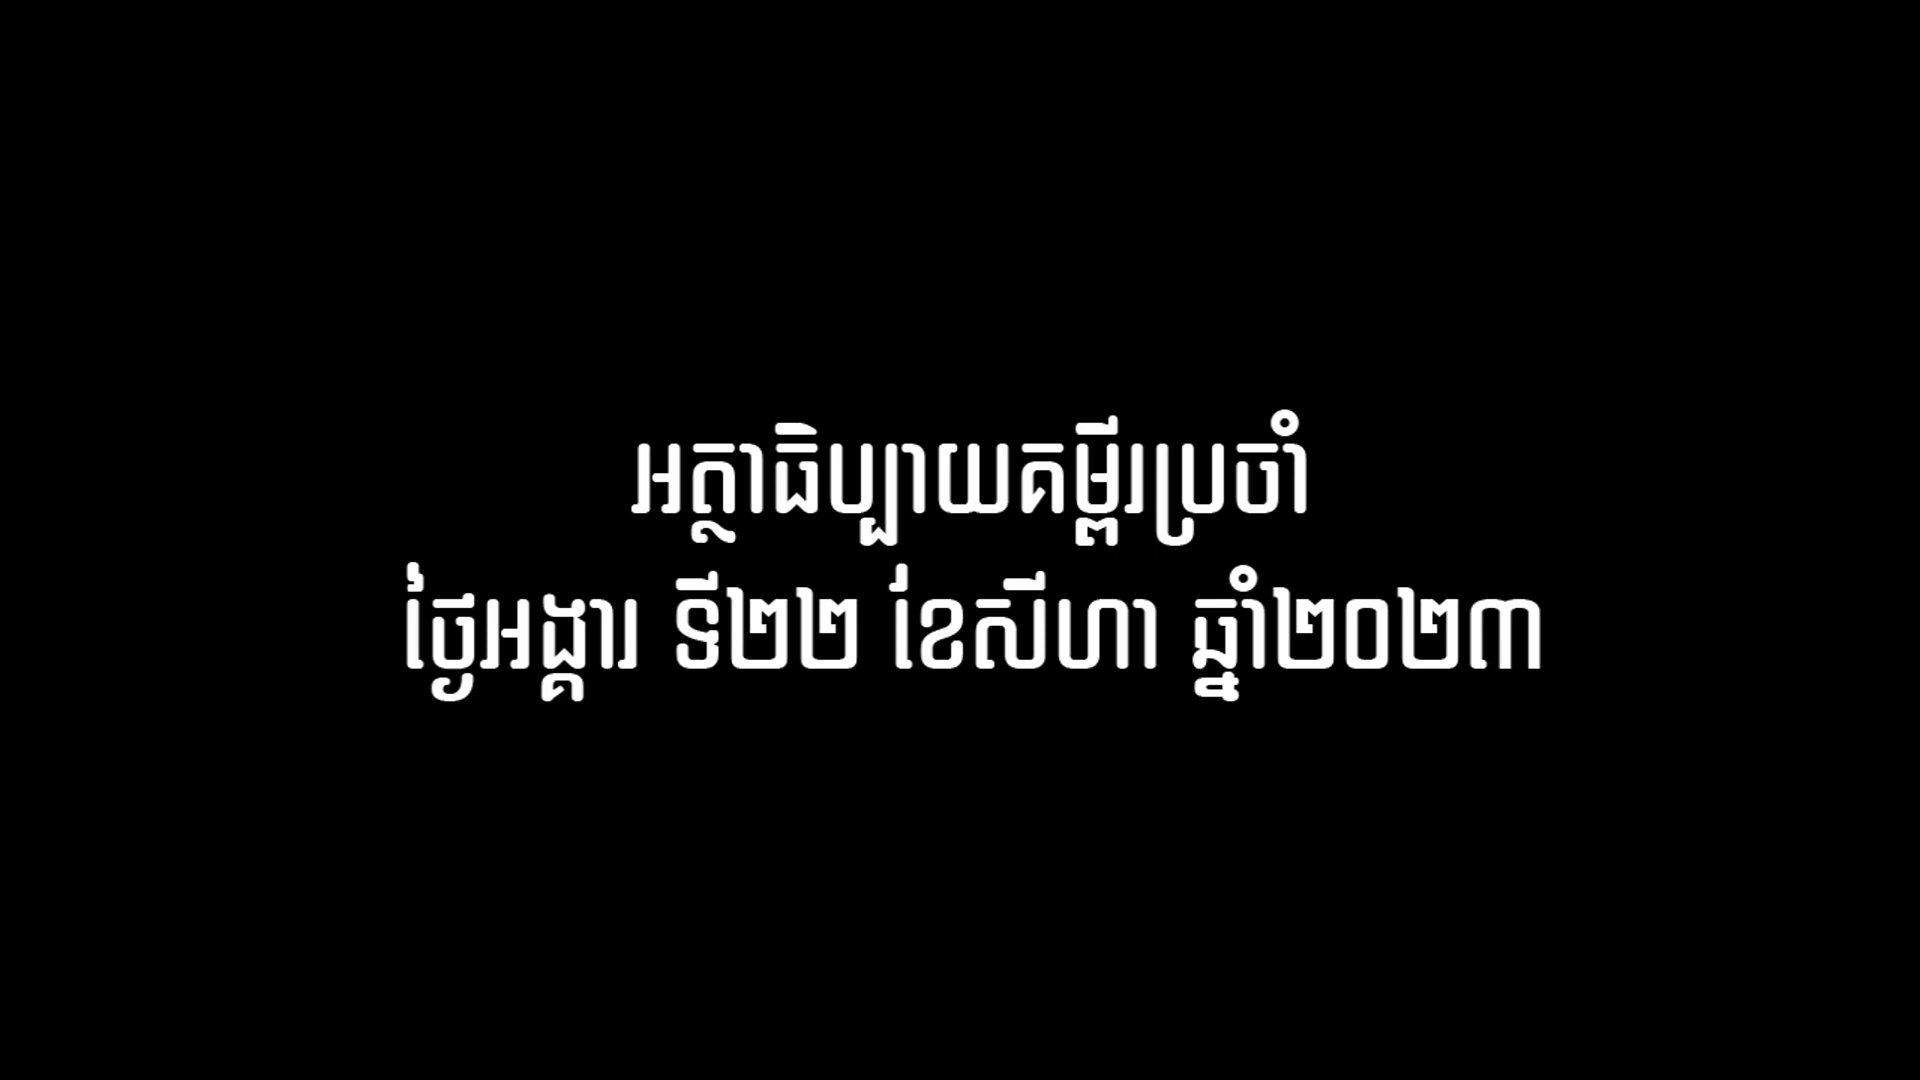 អត្ថាធិប្បាយគម្ពីរប្រចាំ
ថ្ងៃអង្គារ ទី២២ ខែសីហា ឆ្នាំ២០២៣